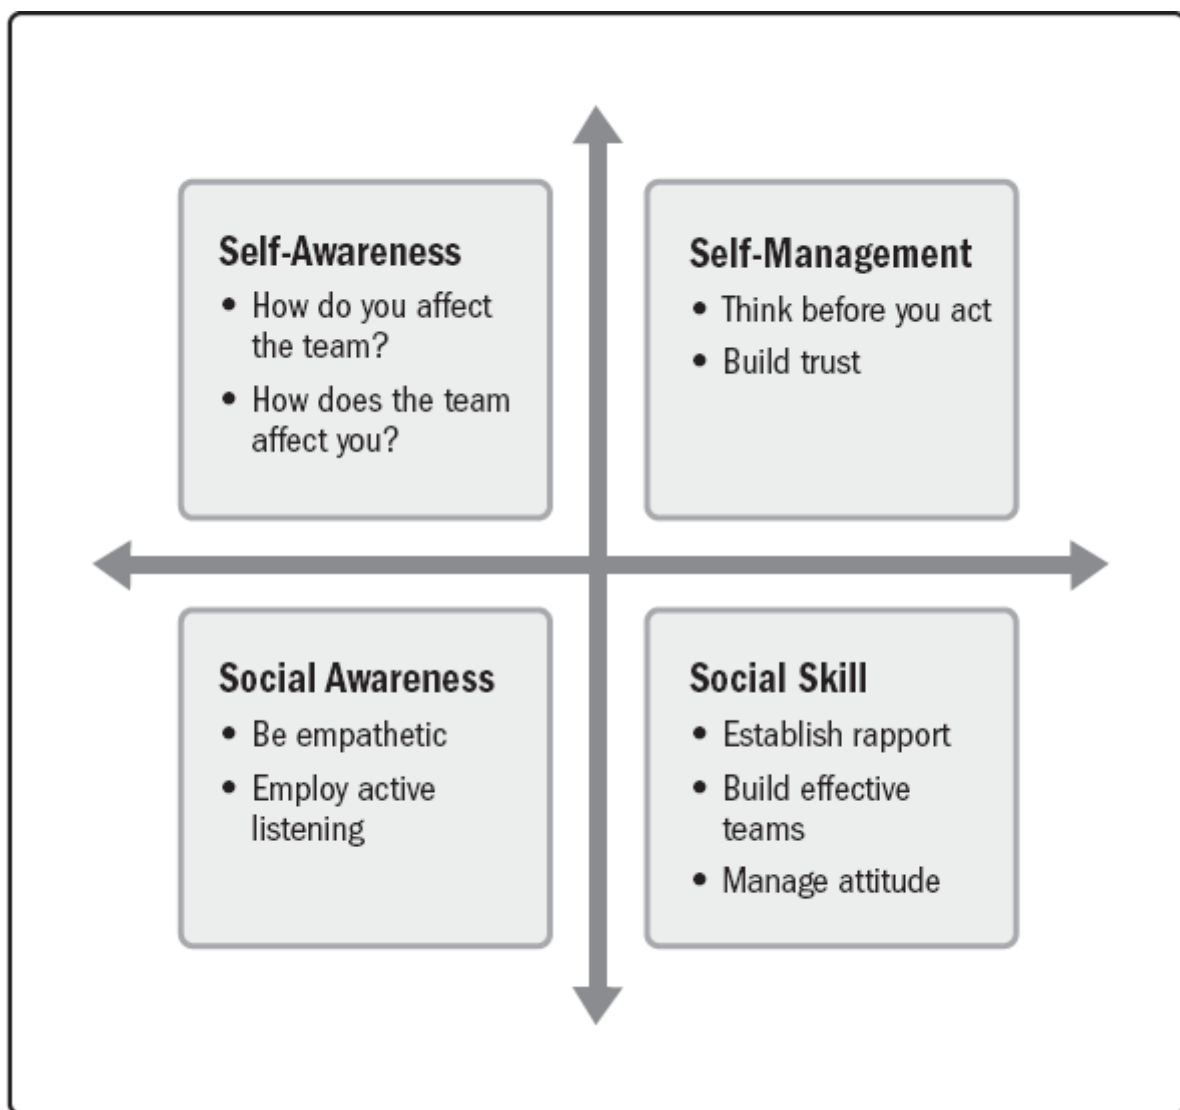 Self-Awareness
• How do you affect
the team?
• How does the team
affect you?
Self-Management
• Think before you act
• Build trust
Social Awareness
• Be empathetic
• Employ active
listening
Social Skill
• Establish rapport
• Build effective
teams
• Manage attitude